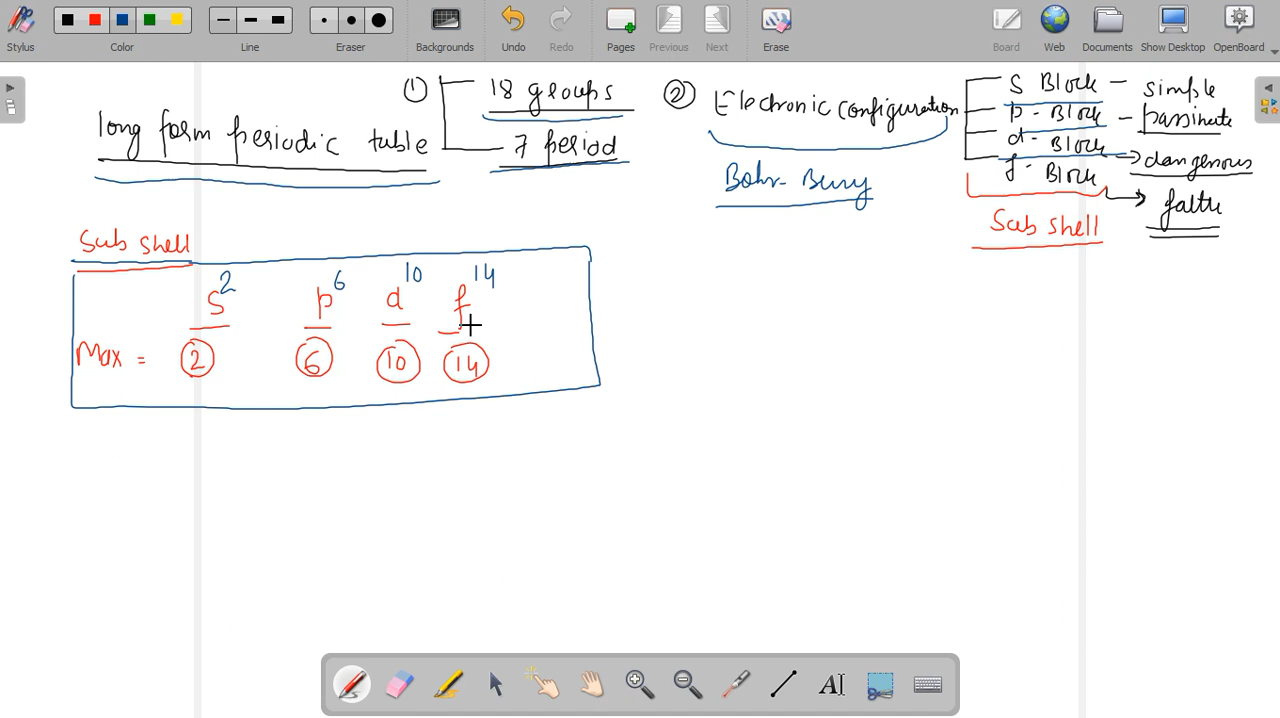 Stylus
Color
Line
Eraser
Backgrounds
Undo
Redo
Pages
Previous
Next
Erase
Board
Web
Documents
Show Desktop
OpenBoard
long form periodic table
① 18 groups
7 period
② Electronic configuration
Bohr - Bury
S Block - simple
p - Block - passinate
d - Block → dangerous
f - Block →
Sub shell
Sub shell
S² p⁶ d¹⁰ f¹⁴
Max = 2 6 10 14